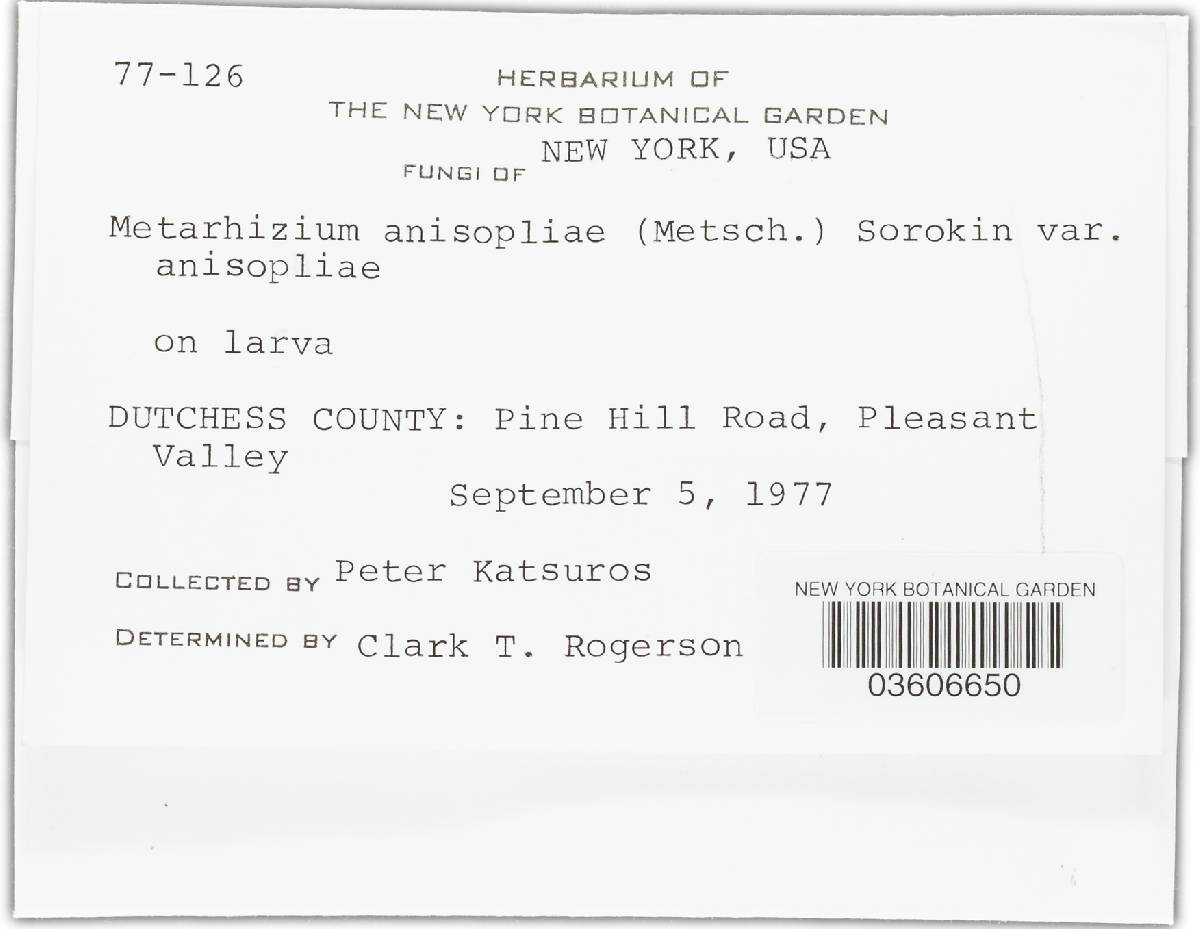 77-126
HERBARIUM OF
THE NEW YORK BOTANICAL GARDEN
NEW YORK, USA
FUNGI OF
Metarhizium anisopliae (Metsch.) Sorokin var.
anisopliae
on larva
DUTCHESS COUNTY: Pine Hill Road, Pleasant
Valley
September 5, 1977
COLLECTED BY Peter Katsuros
DETERMINED BY Clark T. Rogerson
NEW YORK BOTANICAL GARDEN
03606650